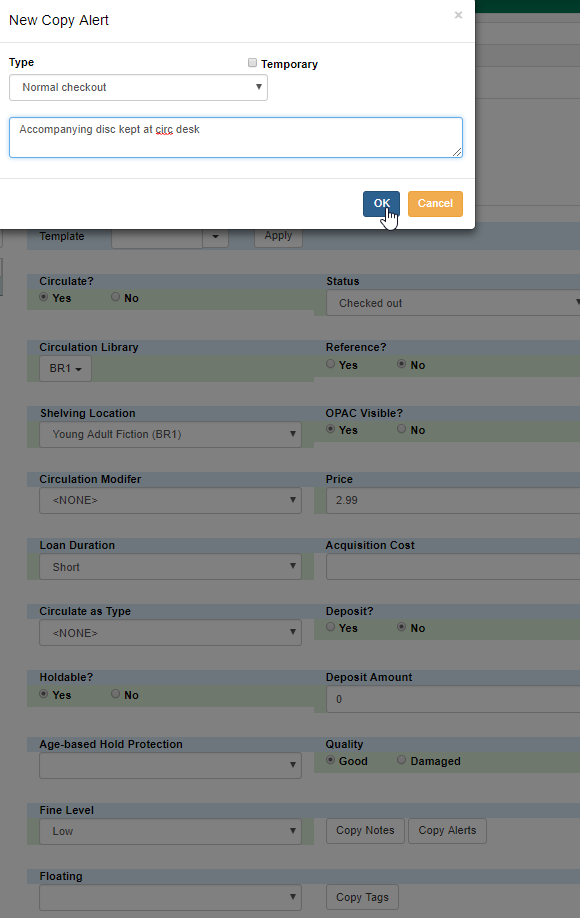 New Copy Alert ×
Type
Temporary
Normal checkout
Accompanying disc kept at circ desk
OK Cancel
Template Apply
Circulate? Status
Yes No Checked out
Circulation Library Reference?
BR1 Yes No
Shelving Location OPAC Visible?
Young Adult Fiction (BR1) Yes No
Circulation Modifer Price
<NONE> 2.99
Loan Duration Acquisition Cost
Short
Circulate as Type Deposit?
<NONE> Yes No
Holdable? Deposit Amount
Yes No 0
Age-based Hold Protection Quality
Good Damaged
Fine Level
Low Copy Notes Copy Alerts
Floating
Copy Tags